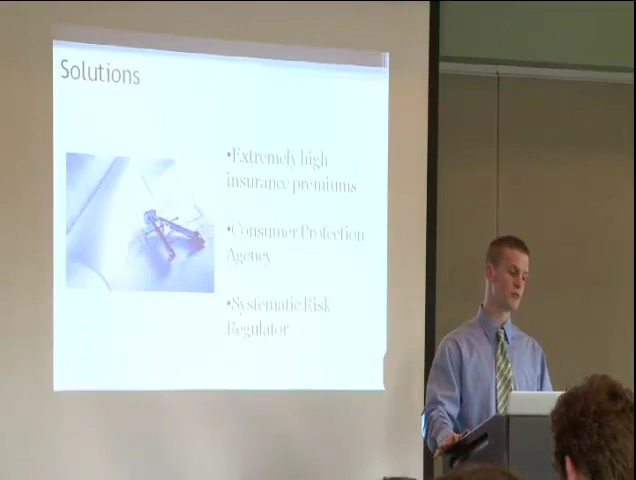 Solutions
•Extremely high
insurance premiums
•Consumer Protection
Agency
•Systematic Risk
Regulator